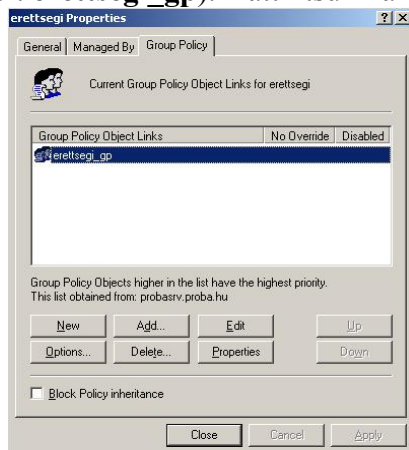 erettsegi Properties
General Managed By Group Policy
Current Group Policy Object Links for erettsegi
Group Policy Object Links No Override Disabled
erettsegi_gp
Group Policy Objects higher in the list have the highest priority.
This list obtained from: probasrv.proba.hu
New Add... Edit Up
Options... Delete... Properties Down
Block Policy inheritance
Close Cancel Apply